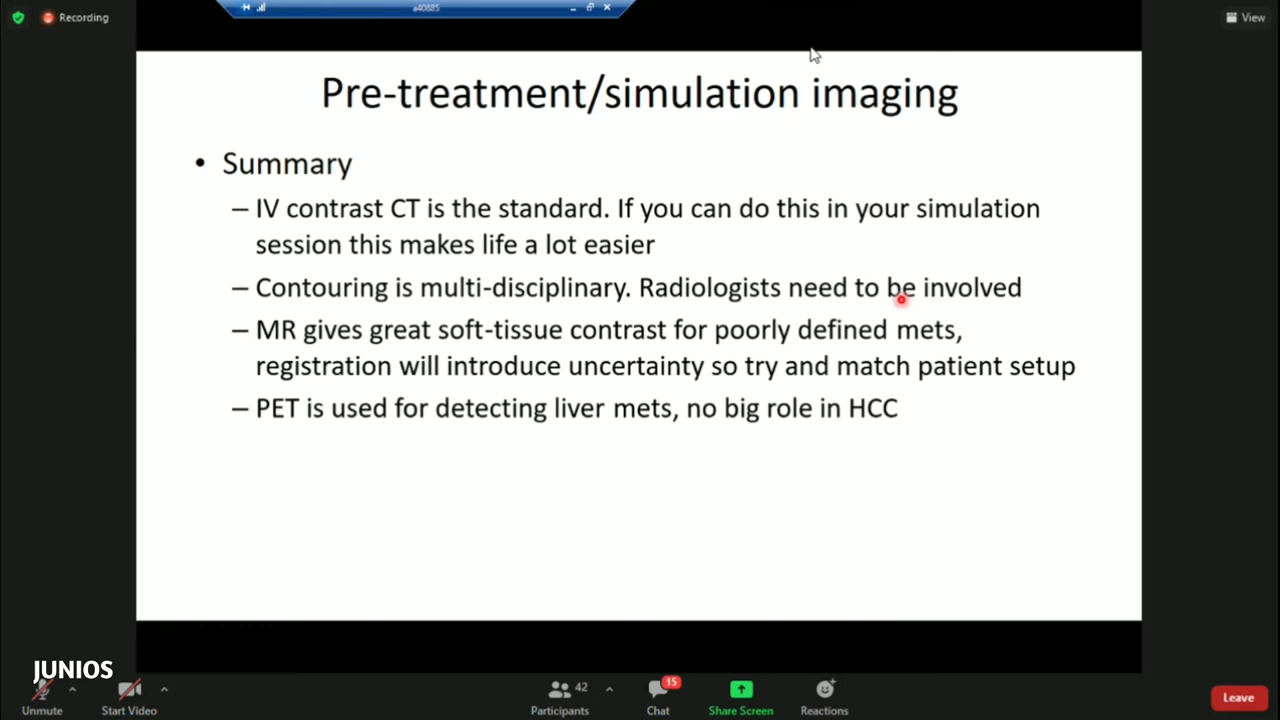 Recording
a40885
View
Pre-treatment/simulation imaging
• Summary
– IV contrast CT is the standard. If you can do this in your simulation
session this makes life a lot easier
– Contouring is multi-disciplinary. Radiologists need to be involved
– MR gives great soft-tissue contrast for poorly defined mets,
registration will introduce uncertainty so try and match patient setup
– PET is used for detecting liver mets, no big role in HCC
JUNIOS
42
15
Unmute
Start Video
Participants
Chat
Share Screen
Reactions
Leave